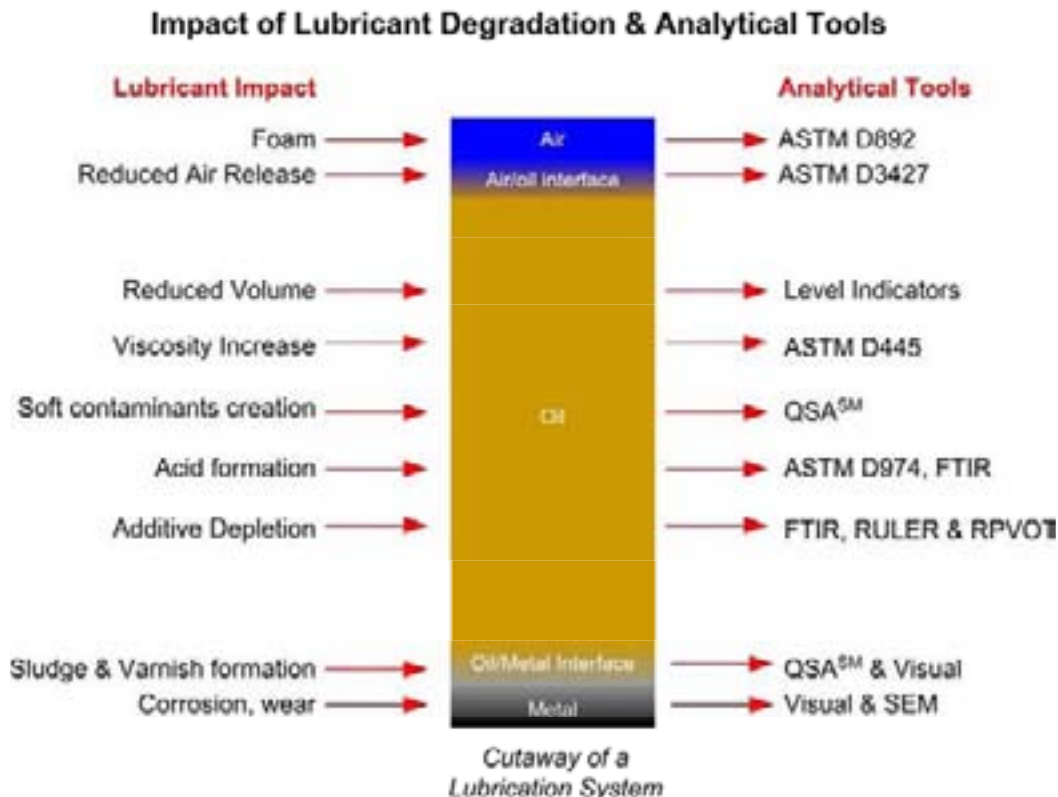 Impact of Lubricant Degradation & Analytical Tools
Lubricant Impact
Analytical Tools
Foam
Air
ASTM D892
Reduced Air Release
Air/oil Interface
ASTM D3427
Reduced Volume
Level Indicators
Viscosity Increase
ASTM D445
Soft contaminants creation
Oil
QSA℠
Acid formation
ASTM D974, FTIR
Additive Depletion
FTIR, RULER & RPVOT
Sludge & Varnish formation
Oil/Metal Interface
QSA℠ & Visual
Corrosion, wear
Metal
Visual & SEM
Cutaway of a
Lubrication System